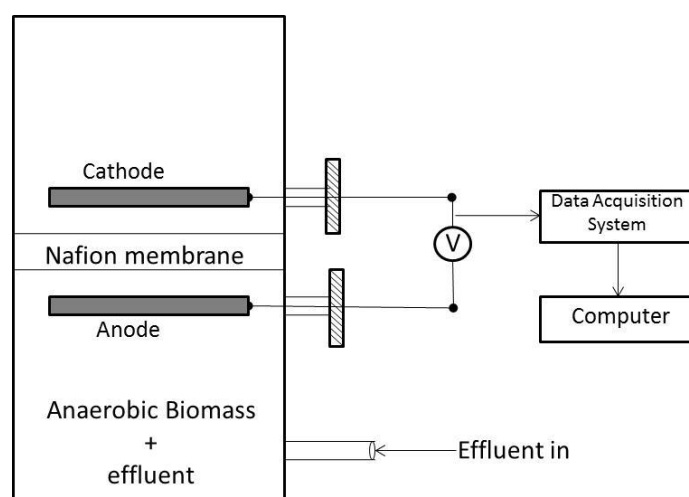 Cathode
Nafion membrane
Anode
Anaerobic Biomass
+
effluent
V
Data Acquisition
System
Computer
Effluent in